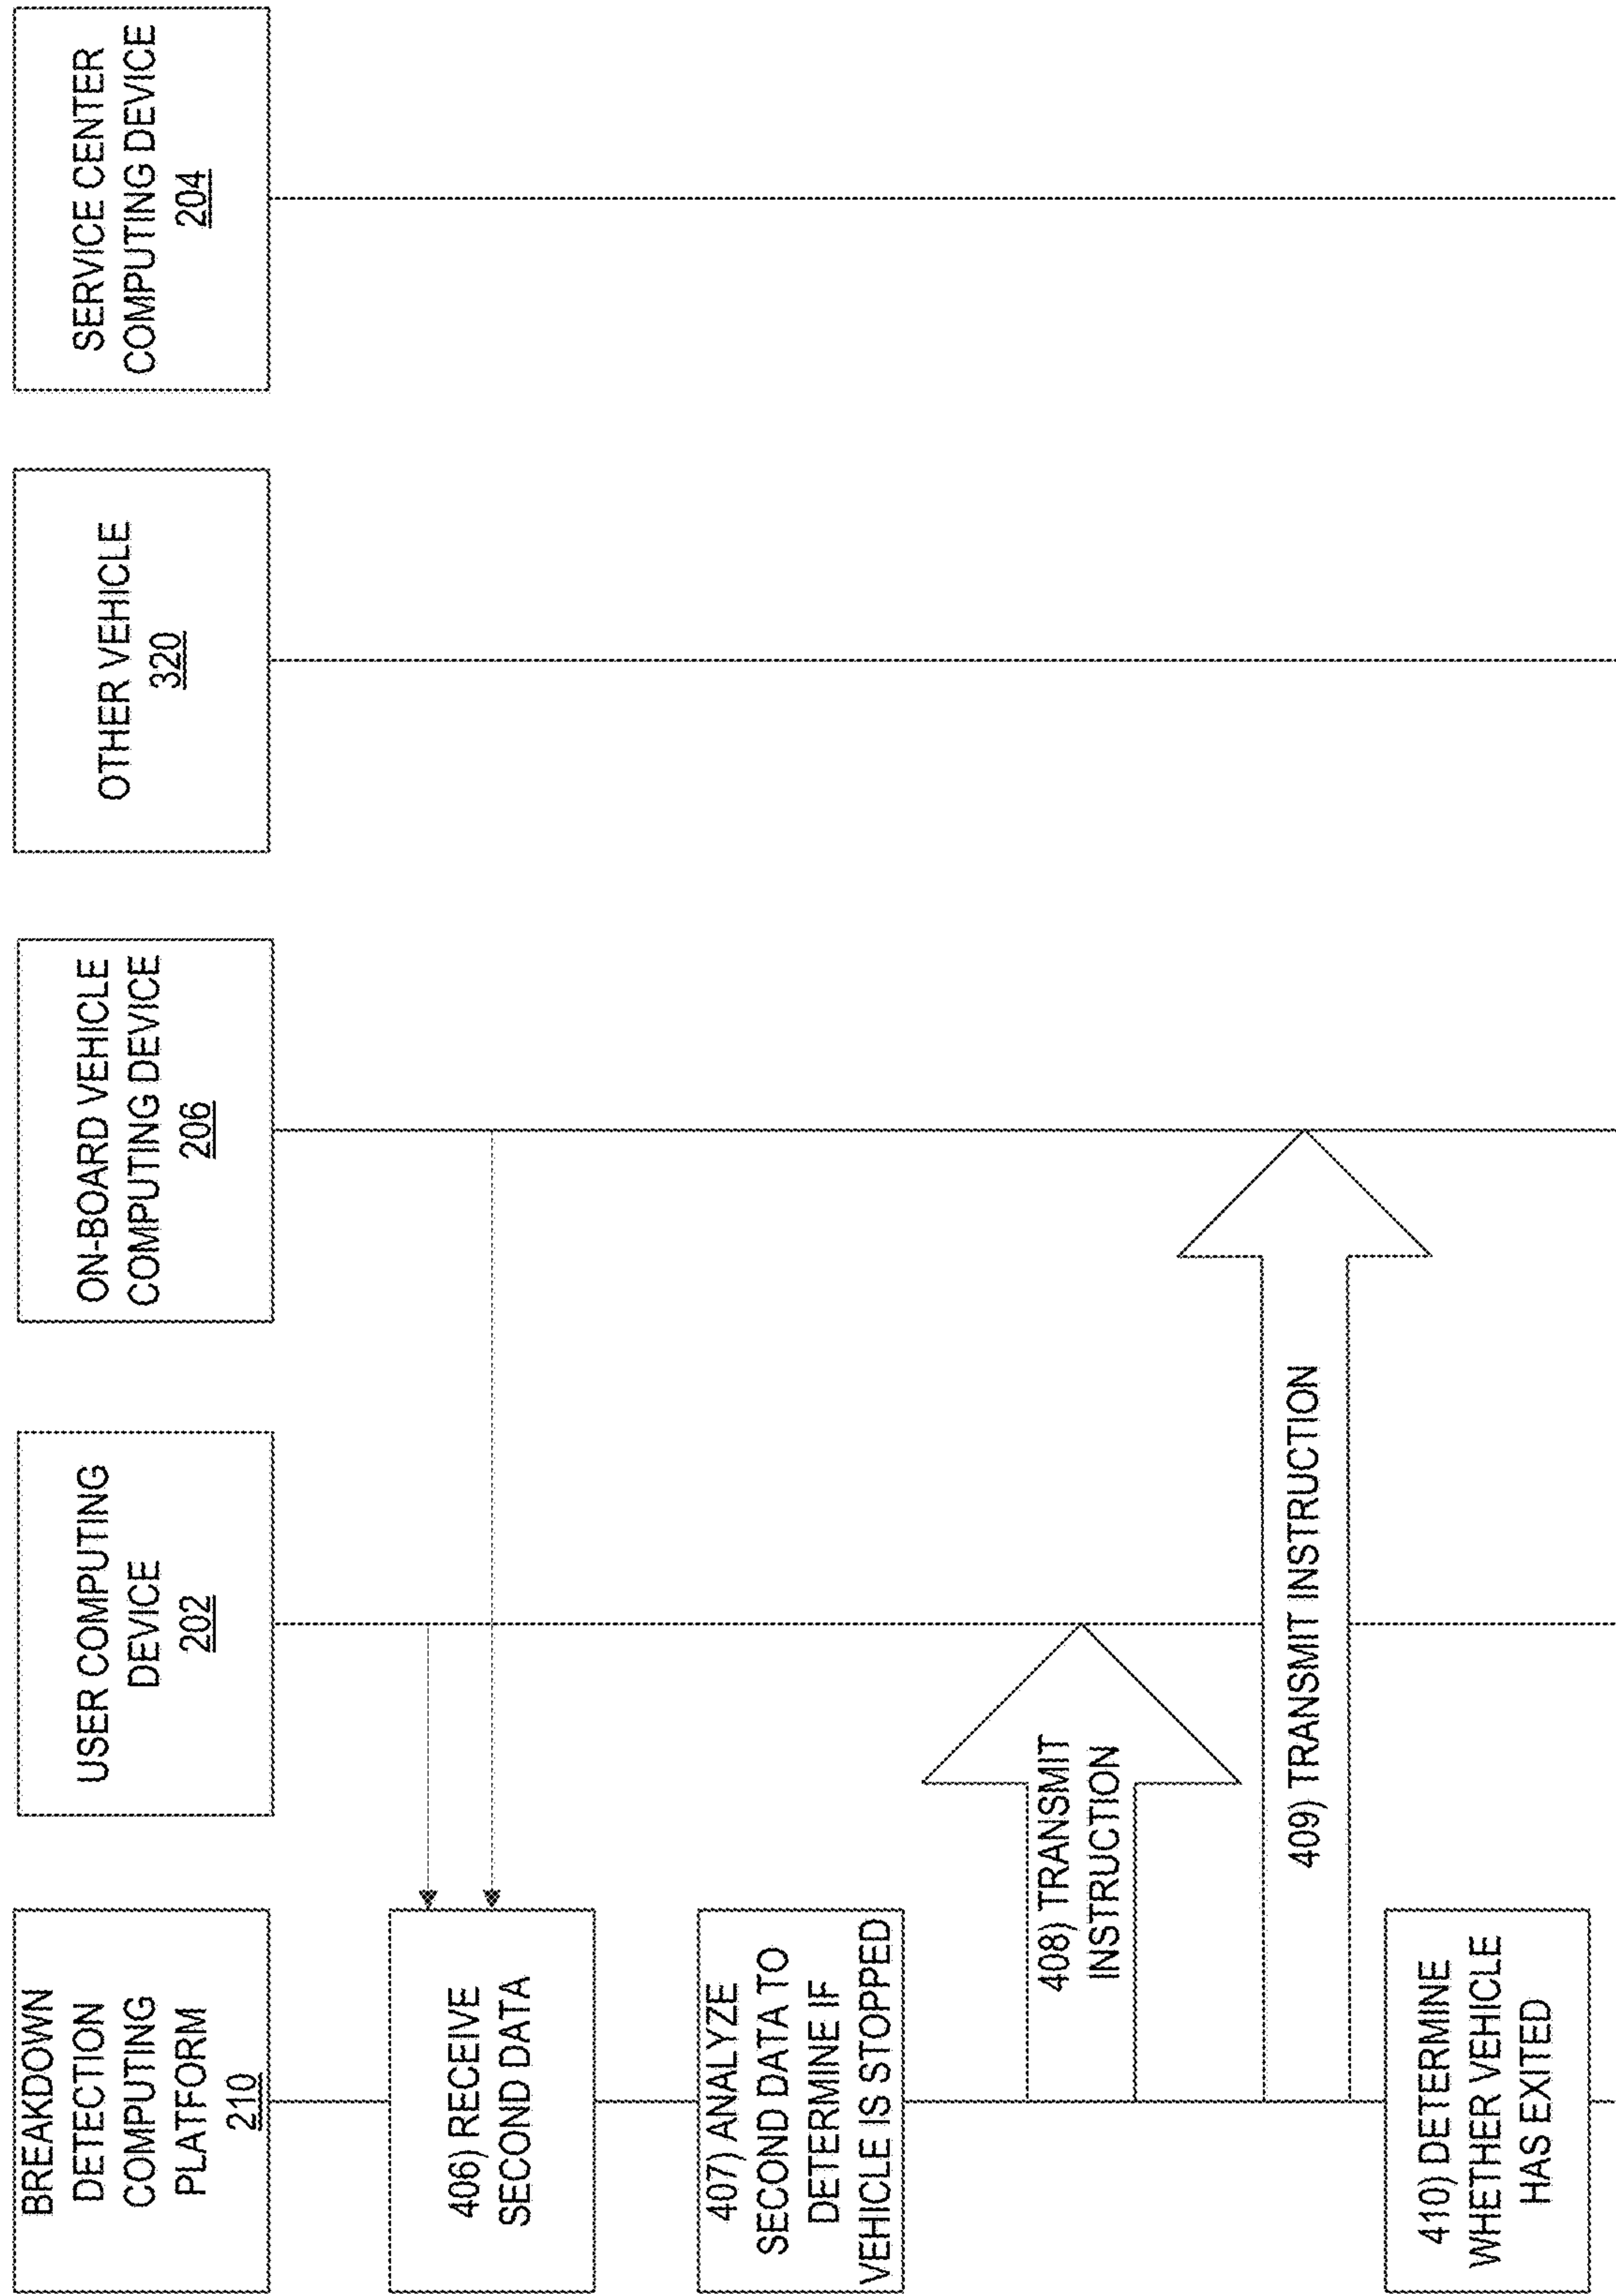 BREAKDOWN
DETECTION
COMPUTING
PLATFORM
210
USER COMPUTING
DEVICE
202
ON-BOARD VEHICLE
COMPUTING DEVICE
206
OTHER VEHICLE
320
SERVICE CENTER
COMPUTING DEVICE
204
406) RECEIVE
SECOND DATA
407) ANALYZE
SECOND DATA TO
DETERMINE IF
VEHICLE IS STOPPED
408) TRANSMIT
INSTRUCTION
409) TRANSMIT INSTRUCTION
410) DETERMINE
WHETHER VEHICLE
HAS EXITED